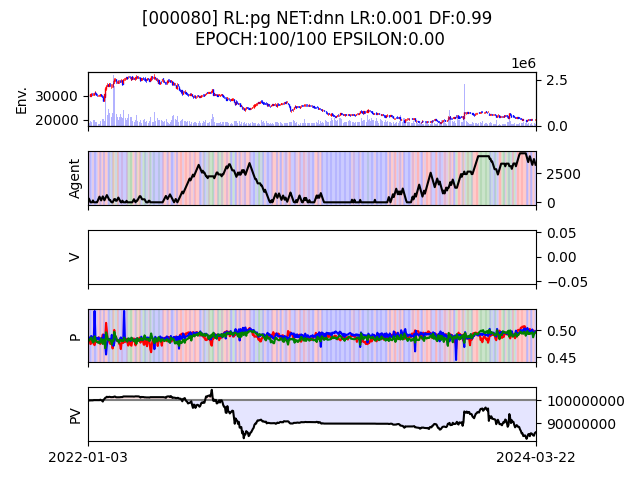 [000080] RL:pg NET:dnn LR:0.001 DF:0.99
EPOCH:100/100 EPSILON:0.00
1e6
Env.
30000
20000
2.5
0.0
Agent
2500
0
V
0.05
0.00
−0.05
P
0.50
0.45
PV
100000000
90000000
2022-01-03
2024-03-22